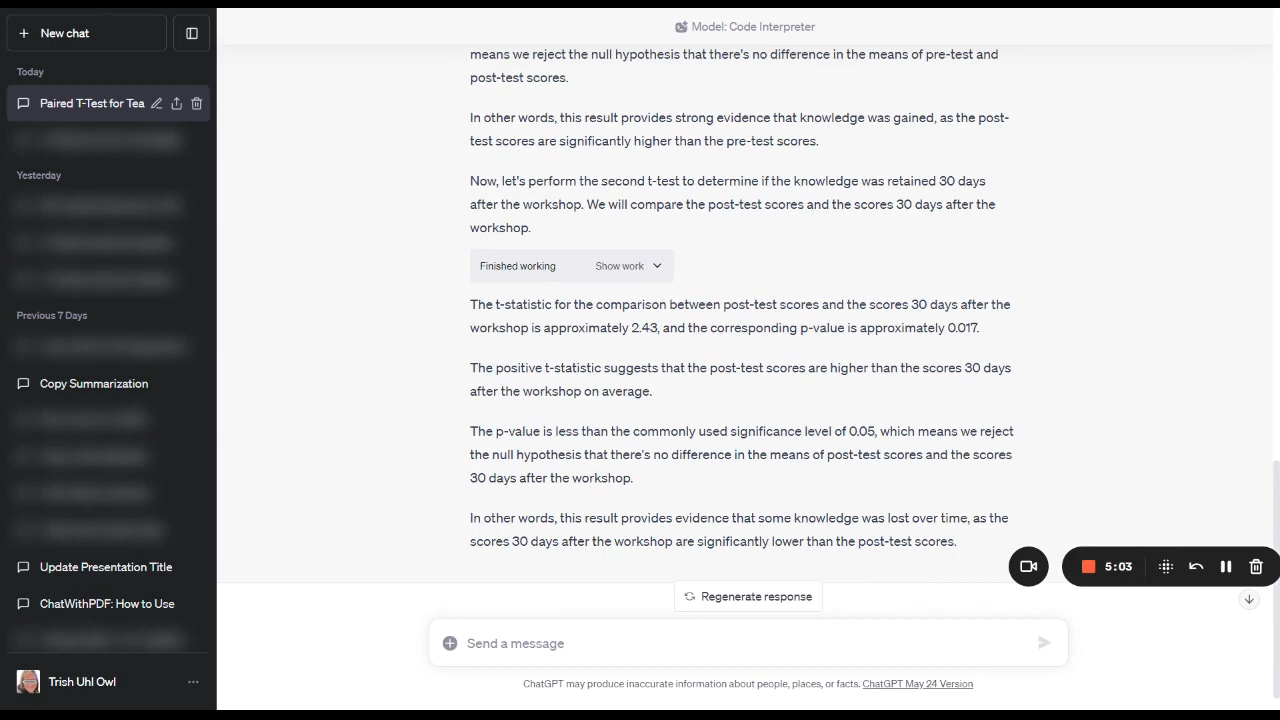 New chat
Today
Paired T-Test for Tea
Yesterday
Previous 7 Days
Copy Summarization
Update Presentation Title
ChatWithPDF: How to Use
Trish Uhl Owl
Model: Code Interpreter
means we reject the null hypothesis that there's no difference in the means of pre-test and
post-test scores.
In other words, this result provides strong evidence that knowledge was gained, as the post-
test scores are significantly higher than the pre-test scores.
Now, let's perform the second t-test to determine if the knowledge was retained 30 days
after the workshop. We will compare the post-test scores and the scores 30 days after the
workshop.
Finished working Show work
The t-statistic for the comparison between post-test scores and the scores 30 days after the
workshop is approximately 2.43, and the corresponding p-value is approximately 0.017.
The positive t-statistic suggests that the post-test scores are higher than the scores 30 days
after the workshop on average.
The p-value is less than the commonly used significance level of 0.05, which means we reject
the null hypothesis that there's no difference in the means of post-test scores and the scores
30 days after the workshop.
In other words, this result provides evidence that some knowledge was lost over time, as the
scores 30 days after the workshop are significantly lower than the post-test scores.
5:03
Regenerate response
Send a message
ChatGPT may produce inaccurate information about people, places, or facts. ChatGPT May 24 Version